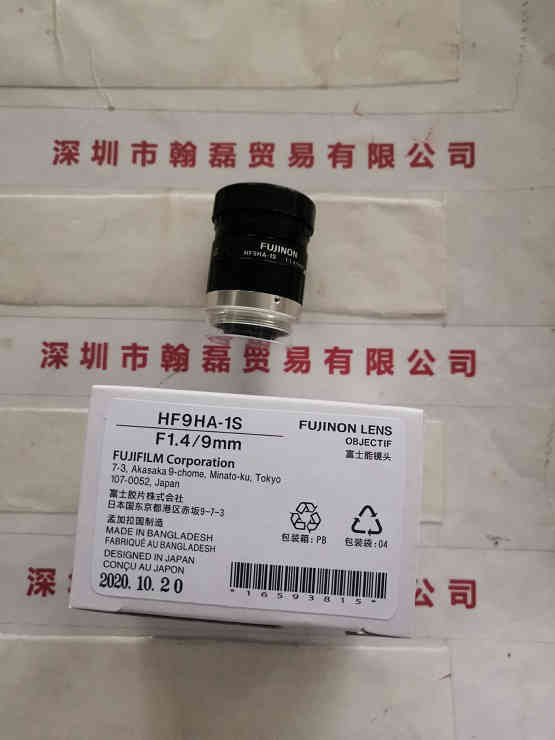 深圳市翰磊贸易有限公司
FUJINON
HF9HA-1S 1:1.4
深圳市翰磊贸易有限公司
HF9HA-1S
F1.4/9mm
FUJIFILM Corporation
7-3, Akasaka 9-chome, Minato-ku, Tokyo
107-0052, Japan
富士胶片株式会社
日本国东京都港区赤坂9-7-3
孟加拉国制造
MADE IN BANGLADESH
FABRIQUÉ AU BANGLADESH
DESIGNED IN JAPAN
CONÇU AU JAPON
2020.10.20
FUJINON LENS
OBJECTIF
富士能镜头
包装箱:PB
包装袋:04
*16593815*
深
公司